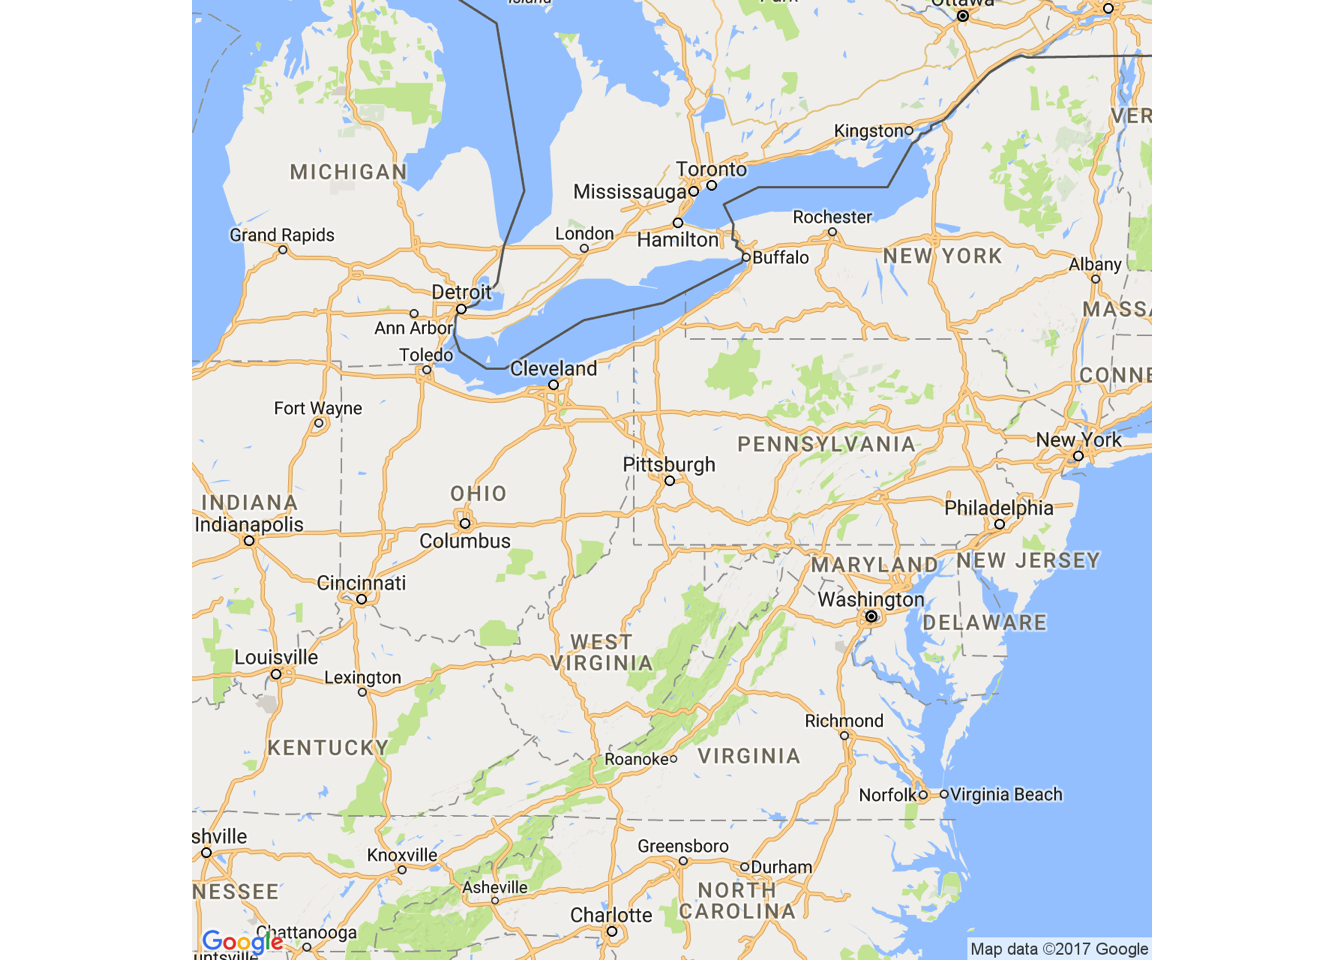 Island
Park
Ottawa
VER
Kingston
MICHIGAN
Toronto
Mississauga
Rochester
Grand Rapids
London
Hamilton
Buffalo
NEW YORK
Albany
Detroit
MASSA
Ann Arbor
Toledo
Cleveland
CONNE
Fort Wayne
New York
PENNSYLVANIA
Pittsburgh
OHIO
INDIANA
Indianapolis
Philadelphia
Columbus
MARYLAND
NEW JERSEY
Cincinnati
Washington
DELAWARE
WEST
VIRGINIA
Louisville
Lexington
Richmond
KENTUCKY
Roanoke
VIRGINIA
Norfolk
Virginia Beach
shville
Greensboro
Knoxville
Durham
NESSEE
Asheville
NORTH
CAROLINA
Charlotte
Chattanooga
Google
Map data ©2017 Google
untsville